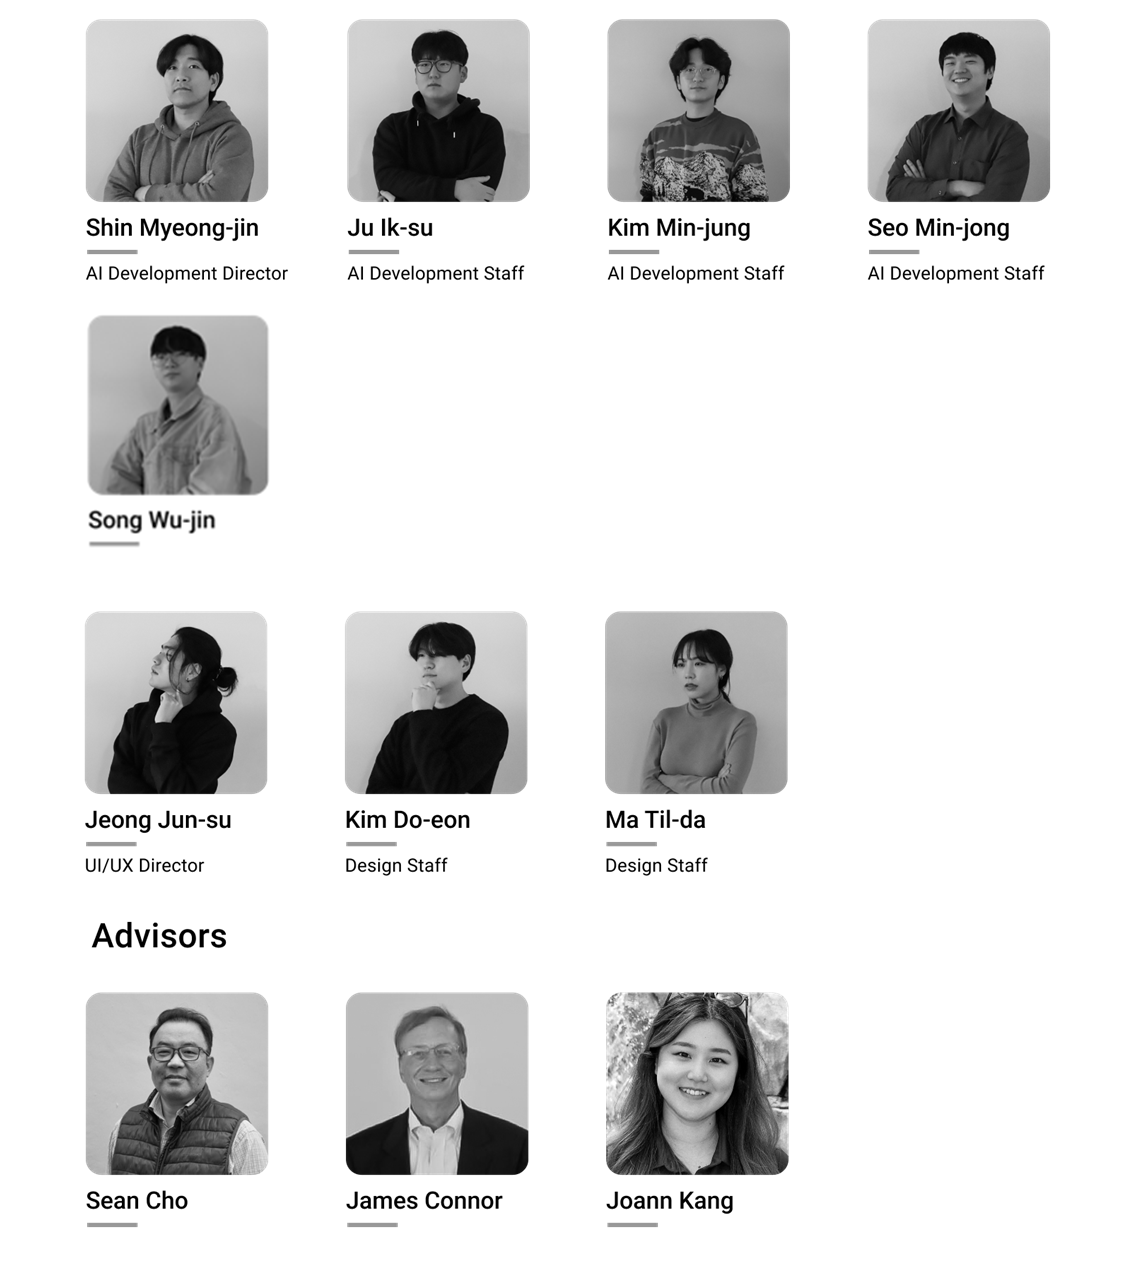 Shin Myeong-jin
AI Development Director
Ju Ik-su
AI Development Staff
Kim Min-jung
AI Development Staff
Seo Min-jong
AI Development Staff
Song Wu-jin
Jeong Jun-su
UI/UX Director
Kim Do-eon
Design Staff
Ma Til-da
Design Staff
Advisors
Sean Cho
James Connor
Joann Kang